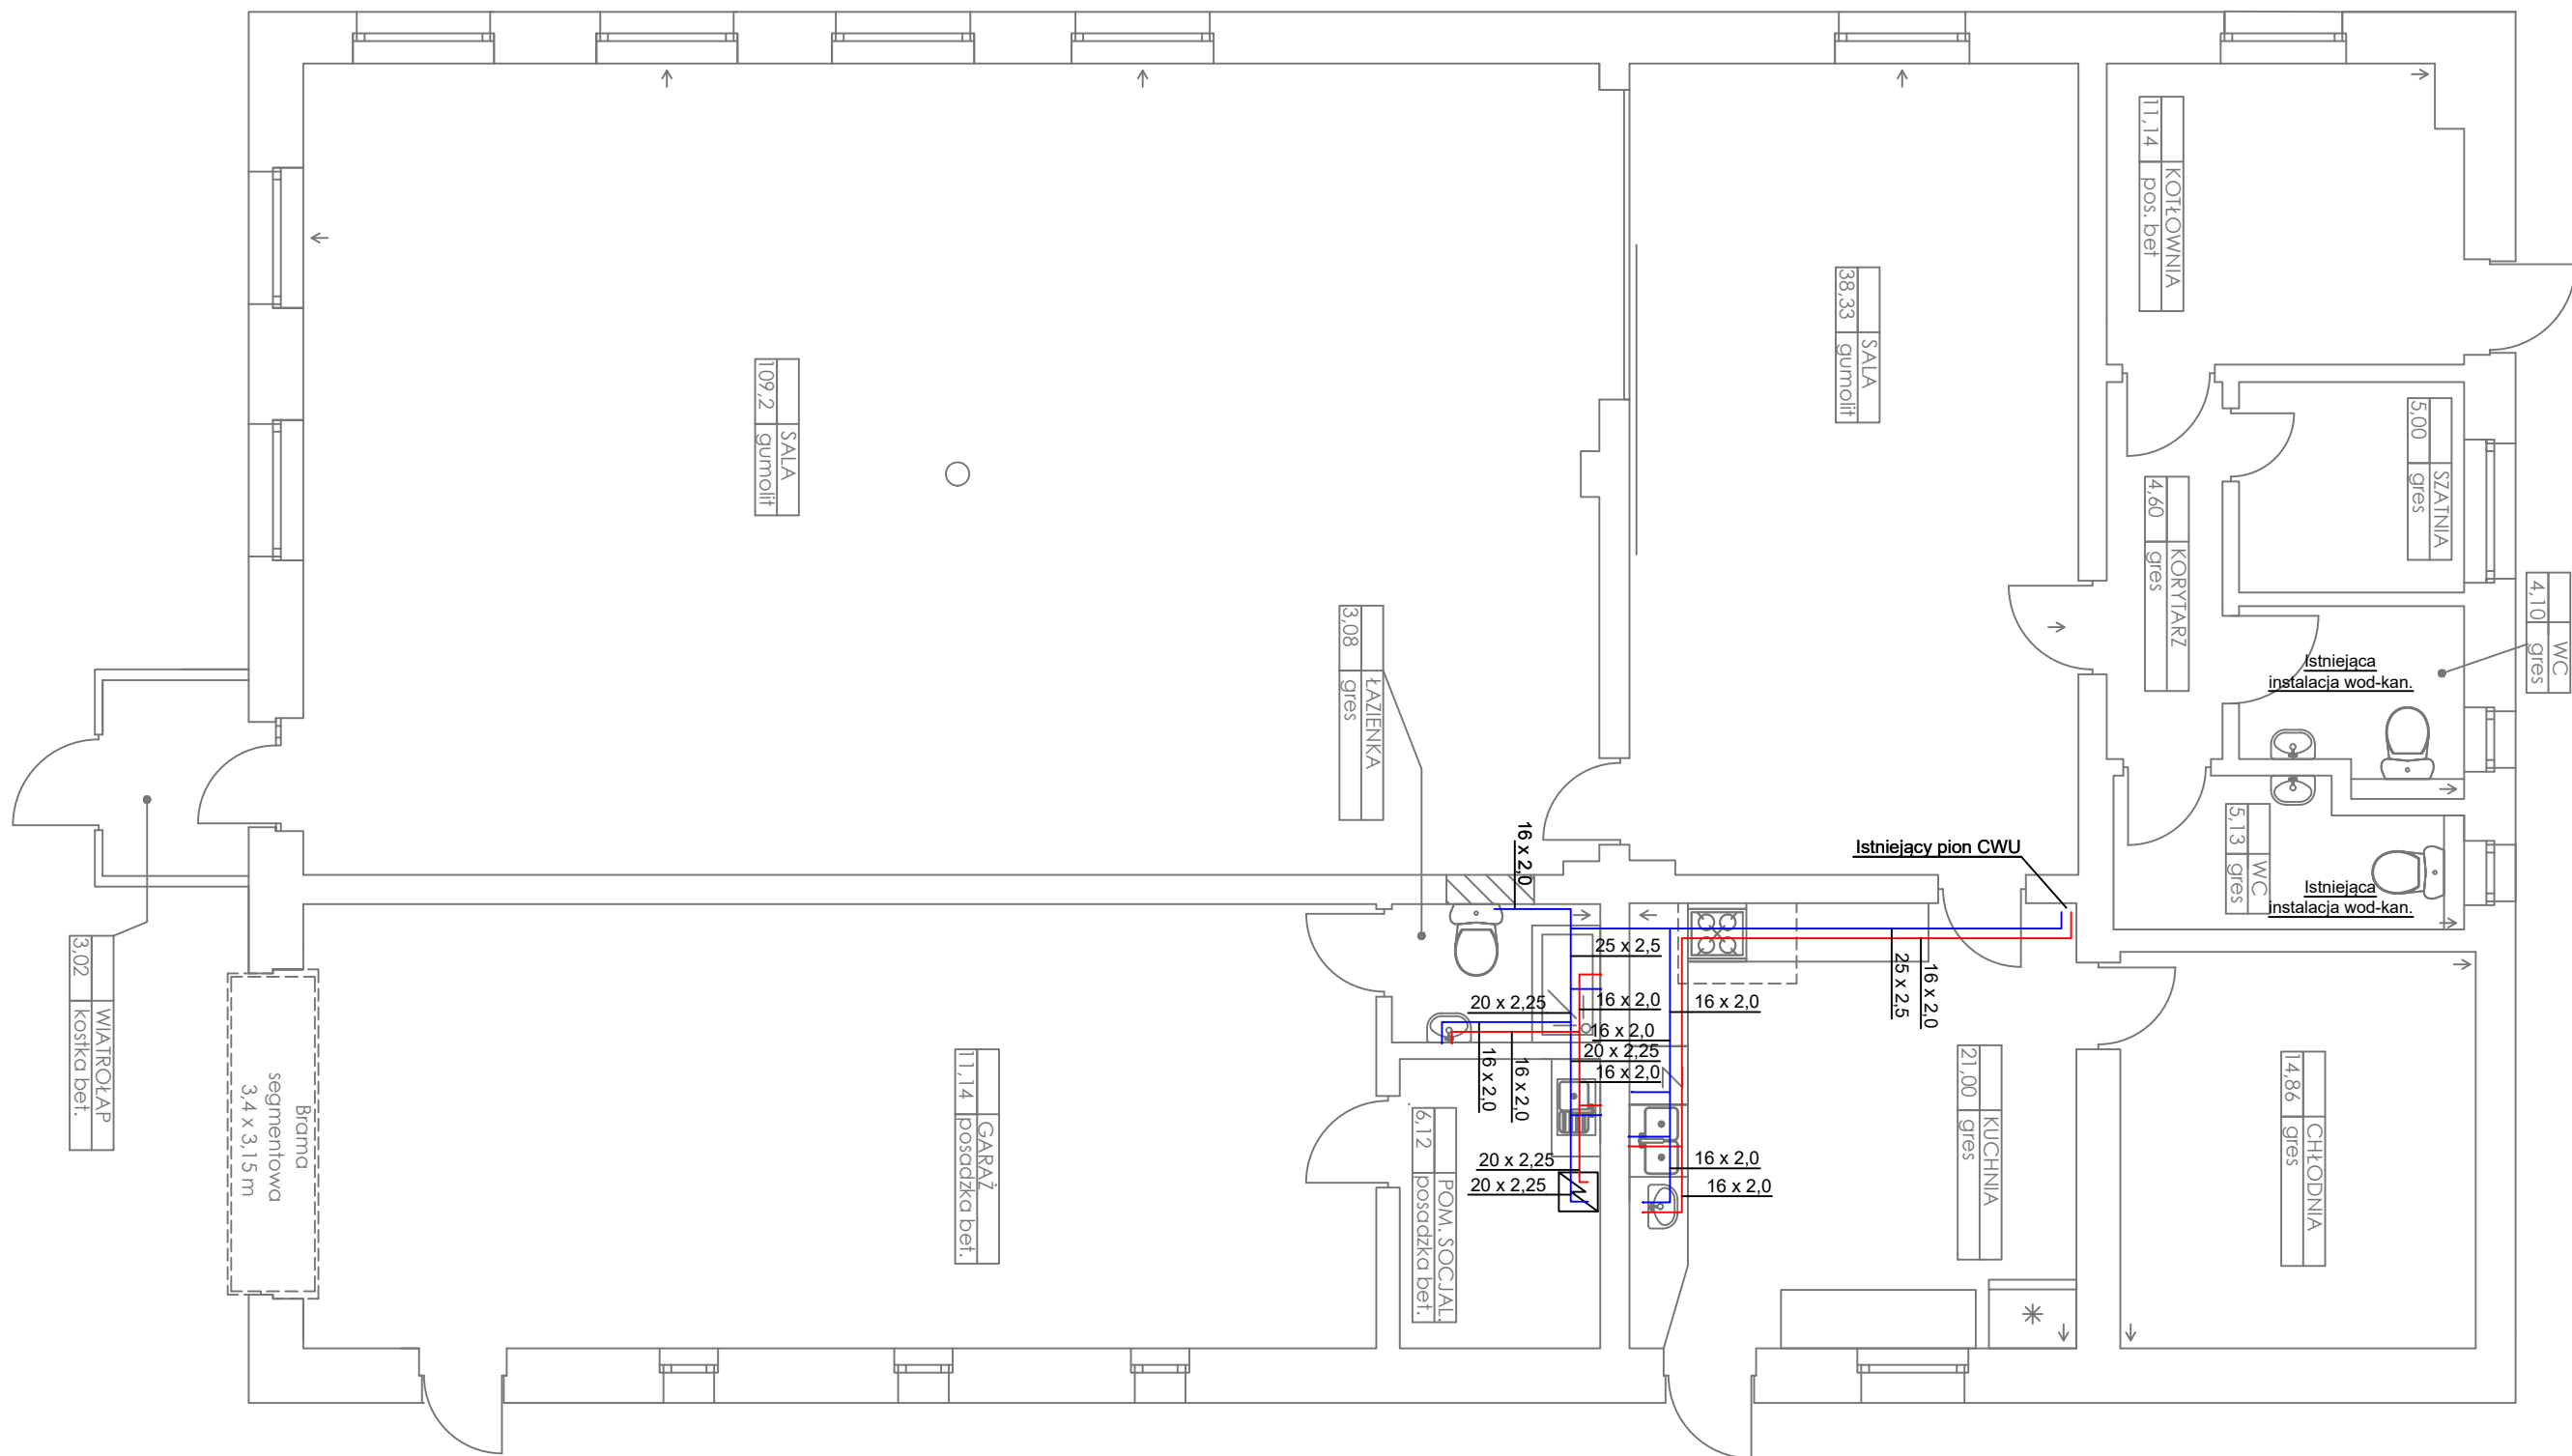 KOTŁOWNIA
11,14 pos. bet
SALA
38,33 gumolit
SALA
109,2 gumolit
SZATNIA
5,00 gres
KORYTARZ
4,60 gres
WC
4,10 gres
Istniejąca
instalacja wod-kan.
ŁAZIENKA
3,08 gres
WC
5,13 gres
Istniejąca
instalacja wod-kan.
Istniejący pion CWU
16 x 2,0
25 x 2,5
16 x 2,0
25 x 2,5
20 x 2,25
16 x 2,0
16 x 2,0
16 x 2,0
20 x 2,25
16 x 2,0
16 x 2,0
16 x 2,0
20 x 2,25
20 x 2,25
16 x 2,0
16 x 2,0
WIATROŁAP
3,02 kostka bet.
Brama
segmentowa
3,4 x 3,15 m
GARAŻ
11,14 posadzka bet.
POM. SOCJAL.
6,12 posadzka bet.
KUCHNIA
21,00 gres
CHŁODNIA
14,86 gres